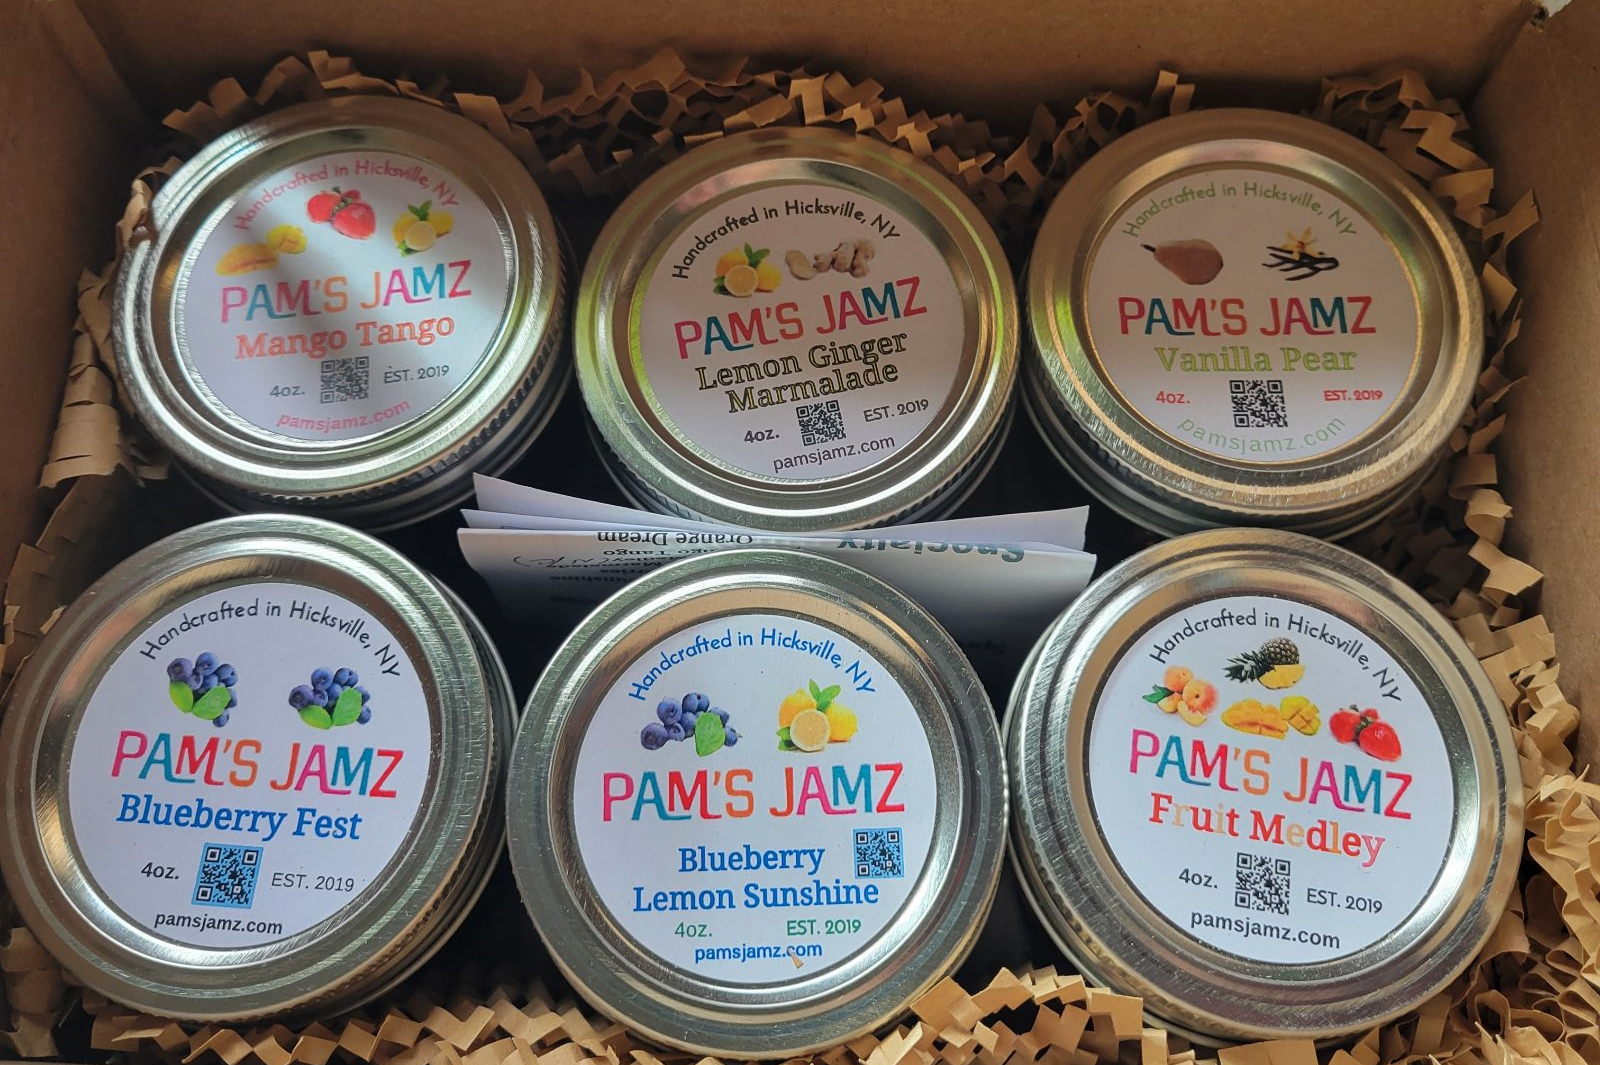 Handcrafted in Hicksville, NY
PAM'S JAMZ
Mango Tango
4oz.
EST. 2019
pamsjamz.com
Handcrafted in Hicksville, NY
PAM'S JAMZ
Lemon Ginger
Marmalade
4oz.
EST. 2019
pamsjamz.com
Handcrafted in Hicksville, NY
PAM'S JAMZ
Vanilla Pear
4oz.
EST. 2019
pamsjamz.com
Specialty
Orange Dream
Tango
Handcrafted in Hicksville, NY
PAM'S JAMZ
Blueberry Fest
4oz.
EST. 2019
pamsjamz.com
Handcrafted in Hicksville, NY
PAM'S JAMZ
Blueberry
Lemon Sunshine
4oz.
EST. 2019
pamsjamz.com
Handcrafted in Hicksville, NY
PAM'S JAMZ
Fruit Medley
4oz.
EST. 2019
pamsjamz.com